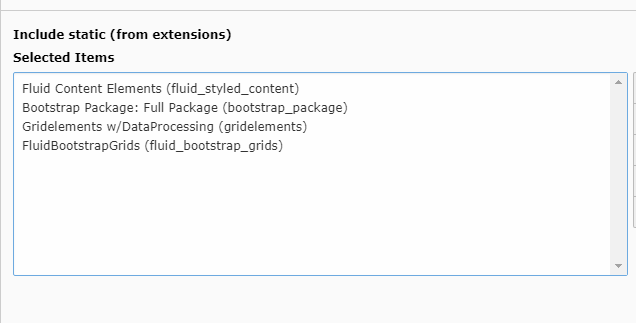 Include static (from extensions)
Selected Items
Fluid Content Elements (fluid_styled_content)
Bootstrap Package: Full Package (bootstrap_package)
Gridelements w/DataProcessing (gridelements)
FluidBootstrapGrids (fluid_bootstrap_grids)